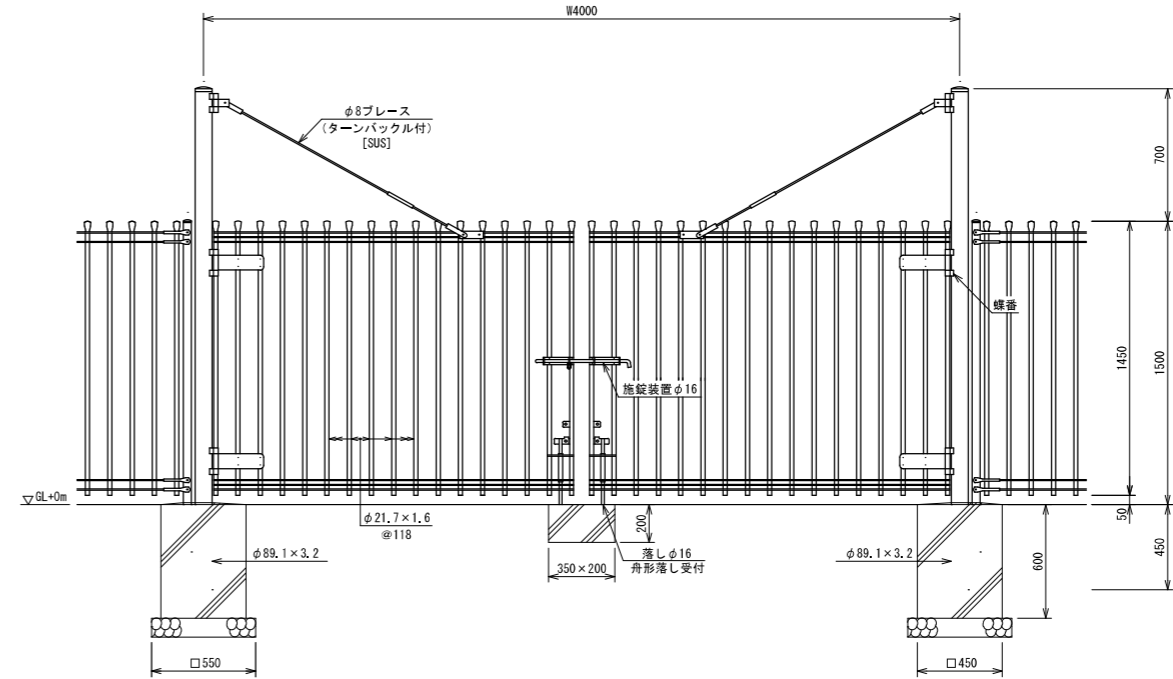 W4000
φ8ブレース
(ターンバックル付)
[SUS]
700
蝶番
1450
1500
施錠装置φ16
▽GL+0m
φ21.7×1.6
@118
200
50
450
φ89.1×3.2
350×200
落しφ16
舟形落し受付
φ89.1×3.2
600
□550
□450